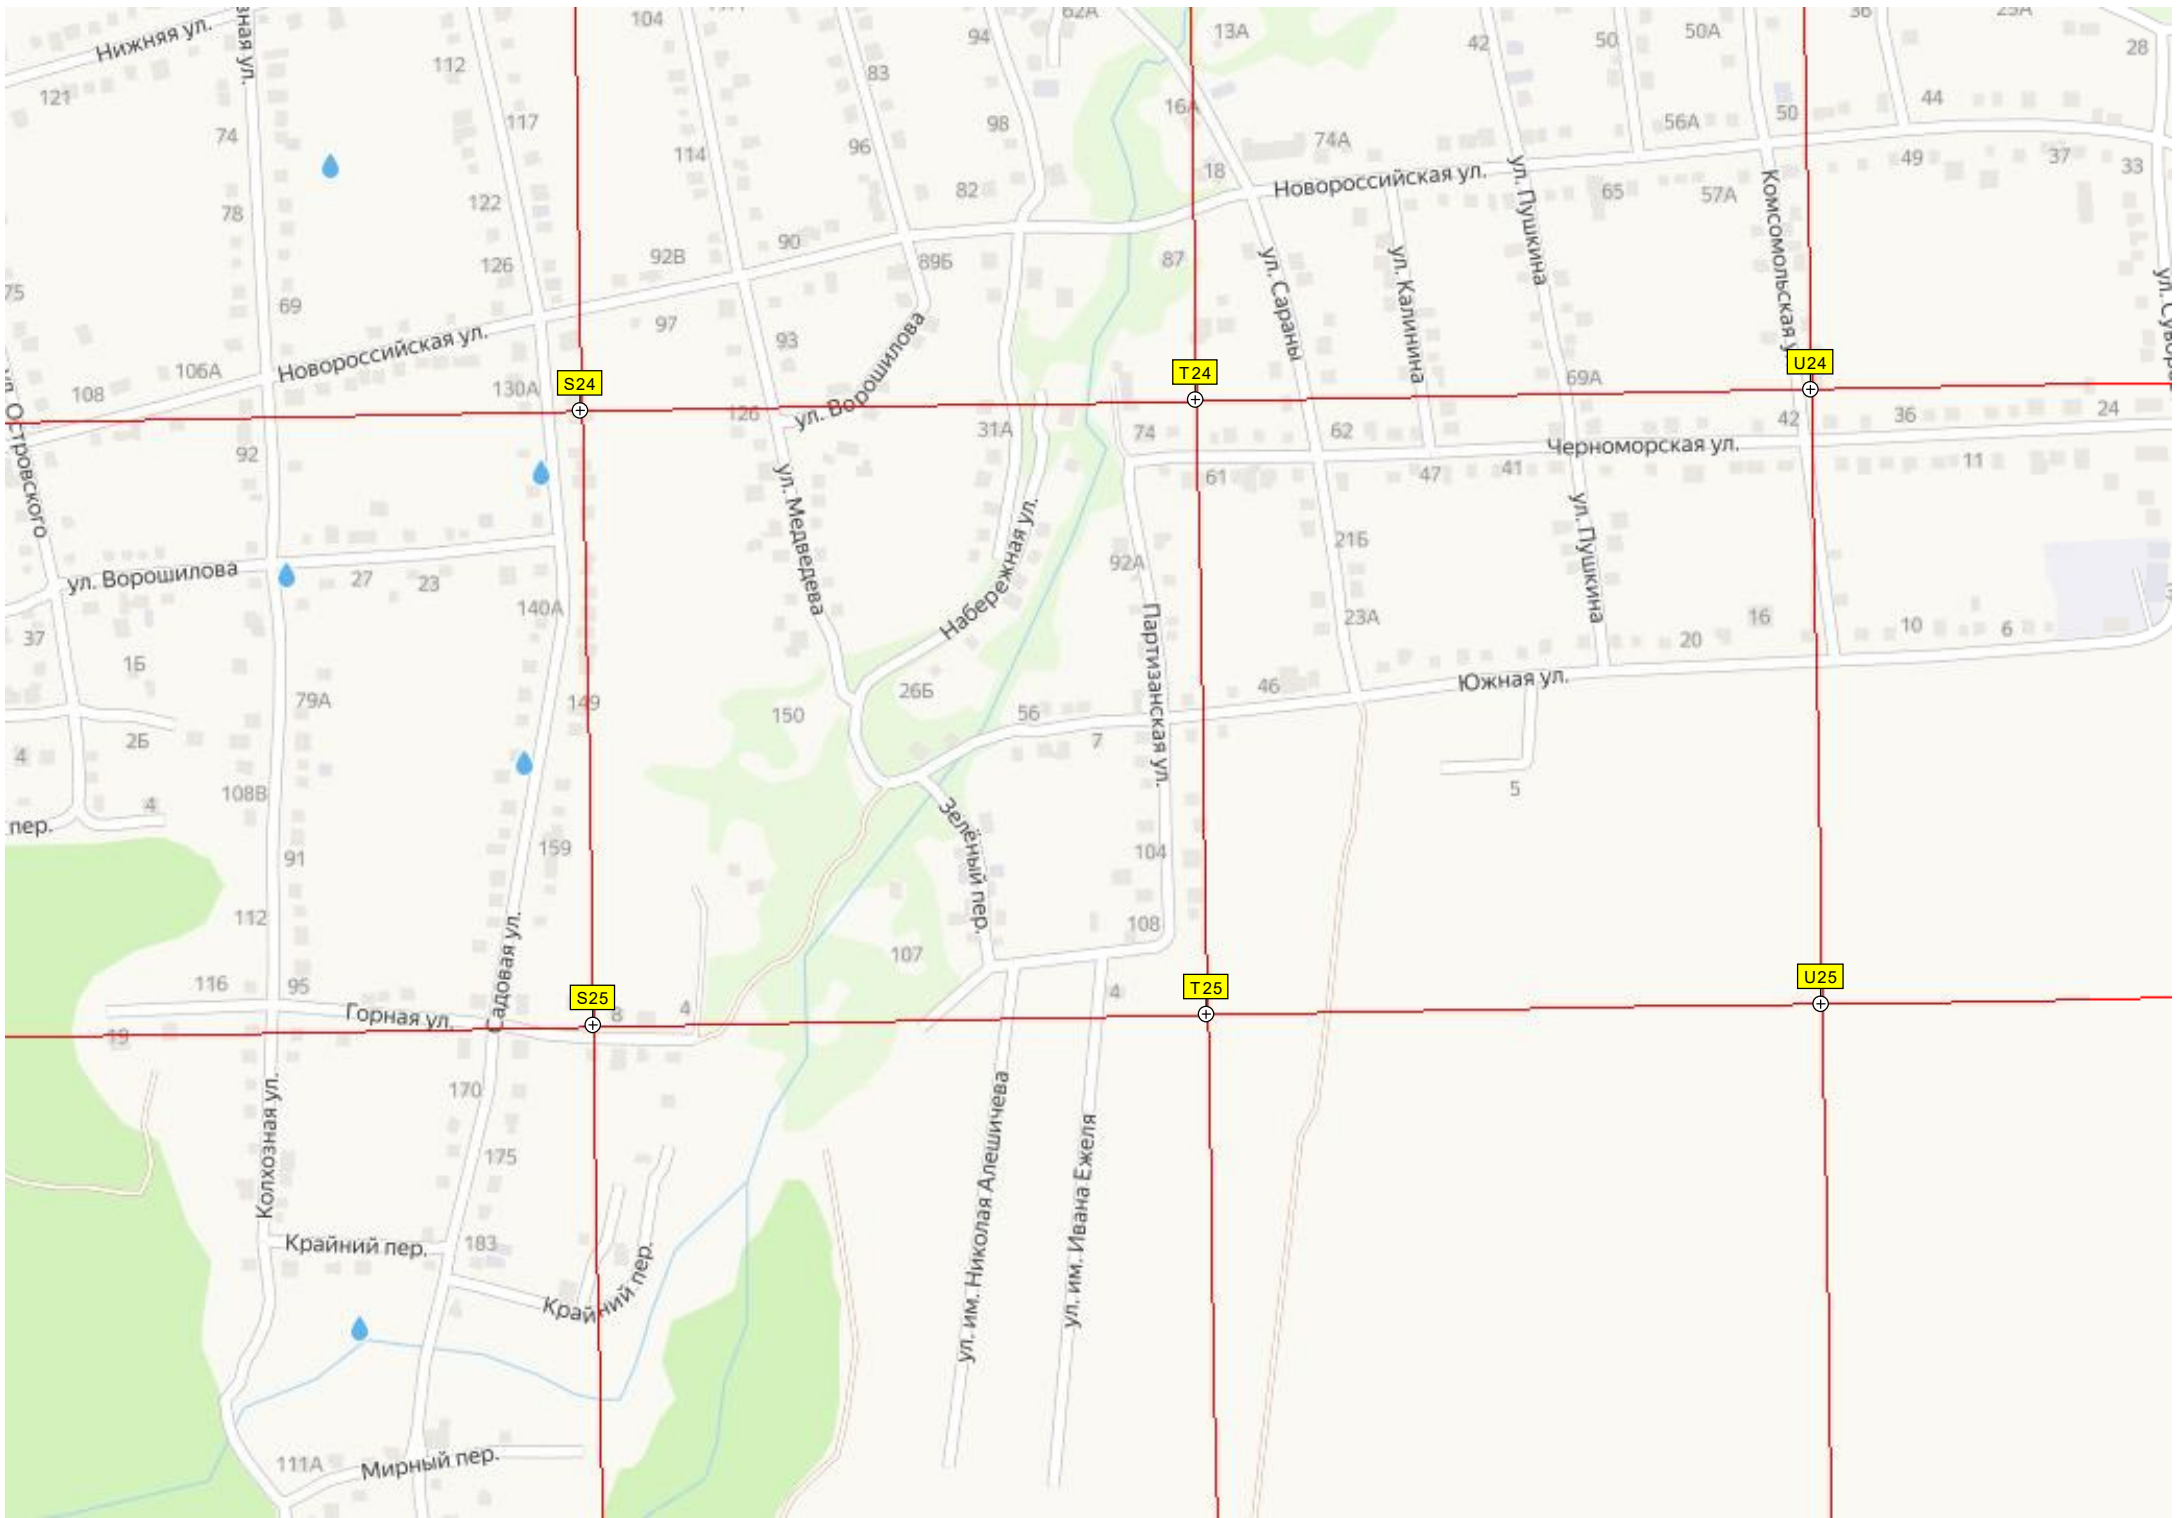 Нижняя ул.
104
94
62А
13А
42
50
50А
36
25А
28
121
112
83
74
117
98
16А
50
44
56А
96
114
74А
18
49
37
33
78
122
82
Новороссийская ул.
65
57А
ул. Пушкина
Комсомольская
126
92В
90
89Б
87
ул. Сараны
ул. Калинина
75
69
97
93
ул. Ворошилова
Новороссийская ул.
106А
108
130А
S24
T24
U24
69А
126
31А
74
62
42
36
24
Черноморская ул.
ул. Островского
92
61
47
41
11
ул. Медведева
Набережная ул.
ул. Пушкина
92А
21Б
ул. Ворошилова
27
23
140А
Партизанская ул.
23А
16
10
6
37
1Б
20
79А
149
150
26Б
46
Южная ул.
56
2Б
7
4
108В
4
5
пер.
Зелёный пер.
91
159
104
112
Садовая ул.
107
108
116
95
Горная ул.
S25
8
4
4
T25
U25
19
170
Колхозная ул.
ул. им. Николая Алешичева
ул. им. Ивана Ежеля
175
Крайний пер.
183
Крайний пер.
111А
Мирный пер.